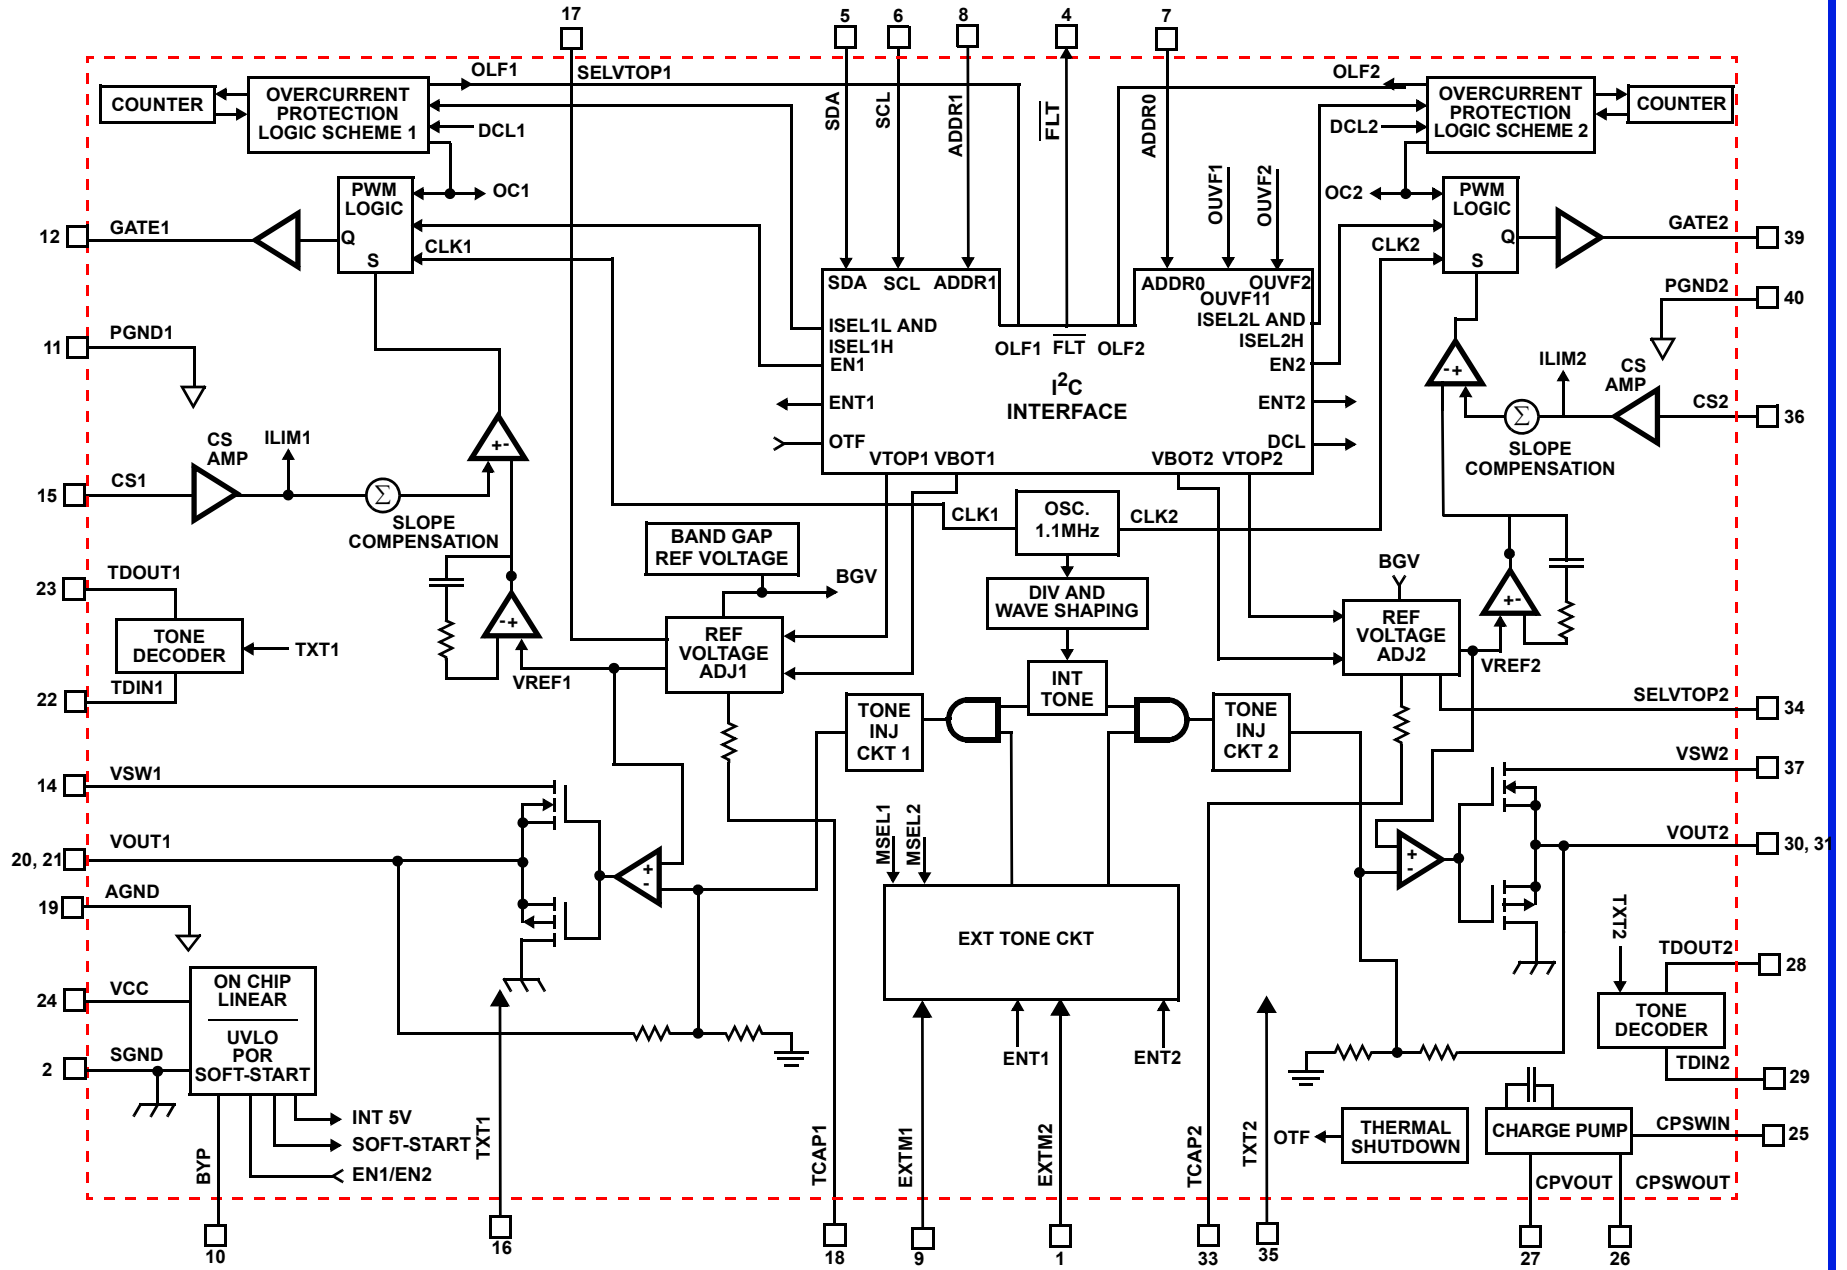 17
5
6
8
4
7
OLF1
SELVTOP1
OLF2
COUNTER
OVERCURRENT
PROTECTION
LOGIC SCHEME 1
DCL1
SDA
SCL
ADDR1
FLT
ADDR0
DCL2
OVERCURRENT
PROTECTION
LOGIC SCHEME 2
COUNTER
OUVF1
OUVF2
PWM
LOGIC
Q
S
OC1
CLK1
OC2
CLK2
PWM
LOGIC
Q
S
12
GATE1
GATE2
39
PGND2
40
11
PGND1
SDA
SCL
ADDR1
ADDR0
OUVF2
OUVF11
ISEL1L AND
ISEL1H
EN1
OLF1
FLT
OLF2
ISEL2L AND
ISEL2H
EN2
I2C
INTERFACE
ENT1
ENT2
OTF
DCL
VTOP1
VBOT1
VBOT2
VTOP2
-+
ILIM2
CS
AMP
CS2
36
Σ
SLOPE
COMPENSATION
CS
AMP
ILIM1
+-
15
CS1
Σ
SLOPE
COMPENSATION
CLK1
OSC.
1.1MHz
CLK2
BAND GAP
REF VOLTAGE
BGV
BGV
23
TDOUT1
TONE
DECODER
TXT1
22
TDIN1
-+
VREF1
REF
VOLTAGE
ADJ1
DIV AND
WAVE SHAPING
INT
TONE
REF
VOLTAGE
ADJ2
+-
VREF2
SELVTOP2
34
TONE
INJ
CKT 1
TONE
INJ
CKT 2
14
VSW1
VSW2
37
MSEL1
MSEL2
20, 21
VOUT1
+
-
+
-
VOUT2
30, 31
19
AGND
EXT TONE CKT
TXT2
TDOUT2
28
24
VCC
ON CHIP
LINEAR
UVLO
POR
SOFT-START
TONE
DECODER
2
SGND
ENT1
ENT2
TDIN2
29
INT 5V
SOFT-START
EN1/EN2
BYP
TXT1
TCAP1
EXTM1
EXTM2
TCAP2
TXT2
OTF
THERMAL
SHUTDOWN
CHARGE PUMP
CPSWIN
25
CPVOUT
CPSWOUT
10
16
18
9
1
33
35
27
26